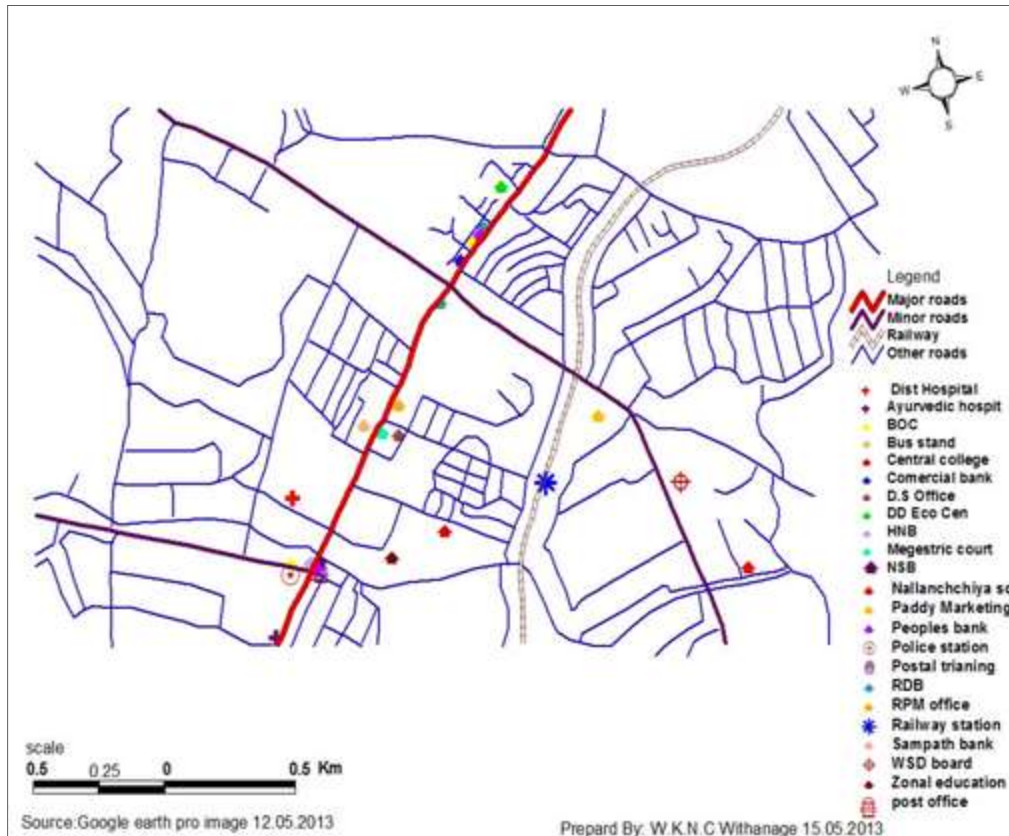 N
W
E
S
Legend
Major roads
Minor roads
Railway
Other roads
Dist Hospital
Ayurvedic hospit
BOC
Bus stand
Central college
Comercial bank
D.S Office
DD Eco Cen
HNB
Megestric court
NSB
Nallanchchiya sc
Paddy Marketing
Peoples bank
Police station
Postal trianing
RDB
RPM office
Railway station
Sampath bank
WSD board
Zonal education
post office
scale
0.5 0.25 0 0.5 Km
Source:Google earth pro image 12.05.2013
Prepard By: W.K.N.C Withanage 15.05.2013